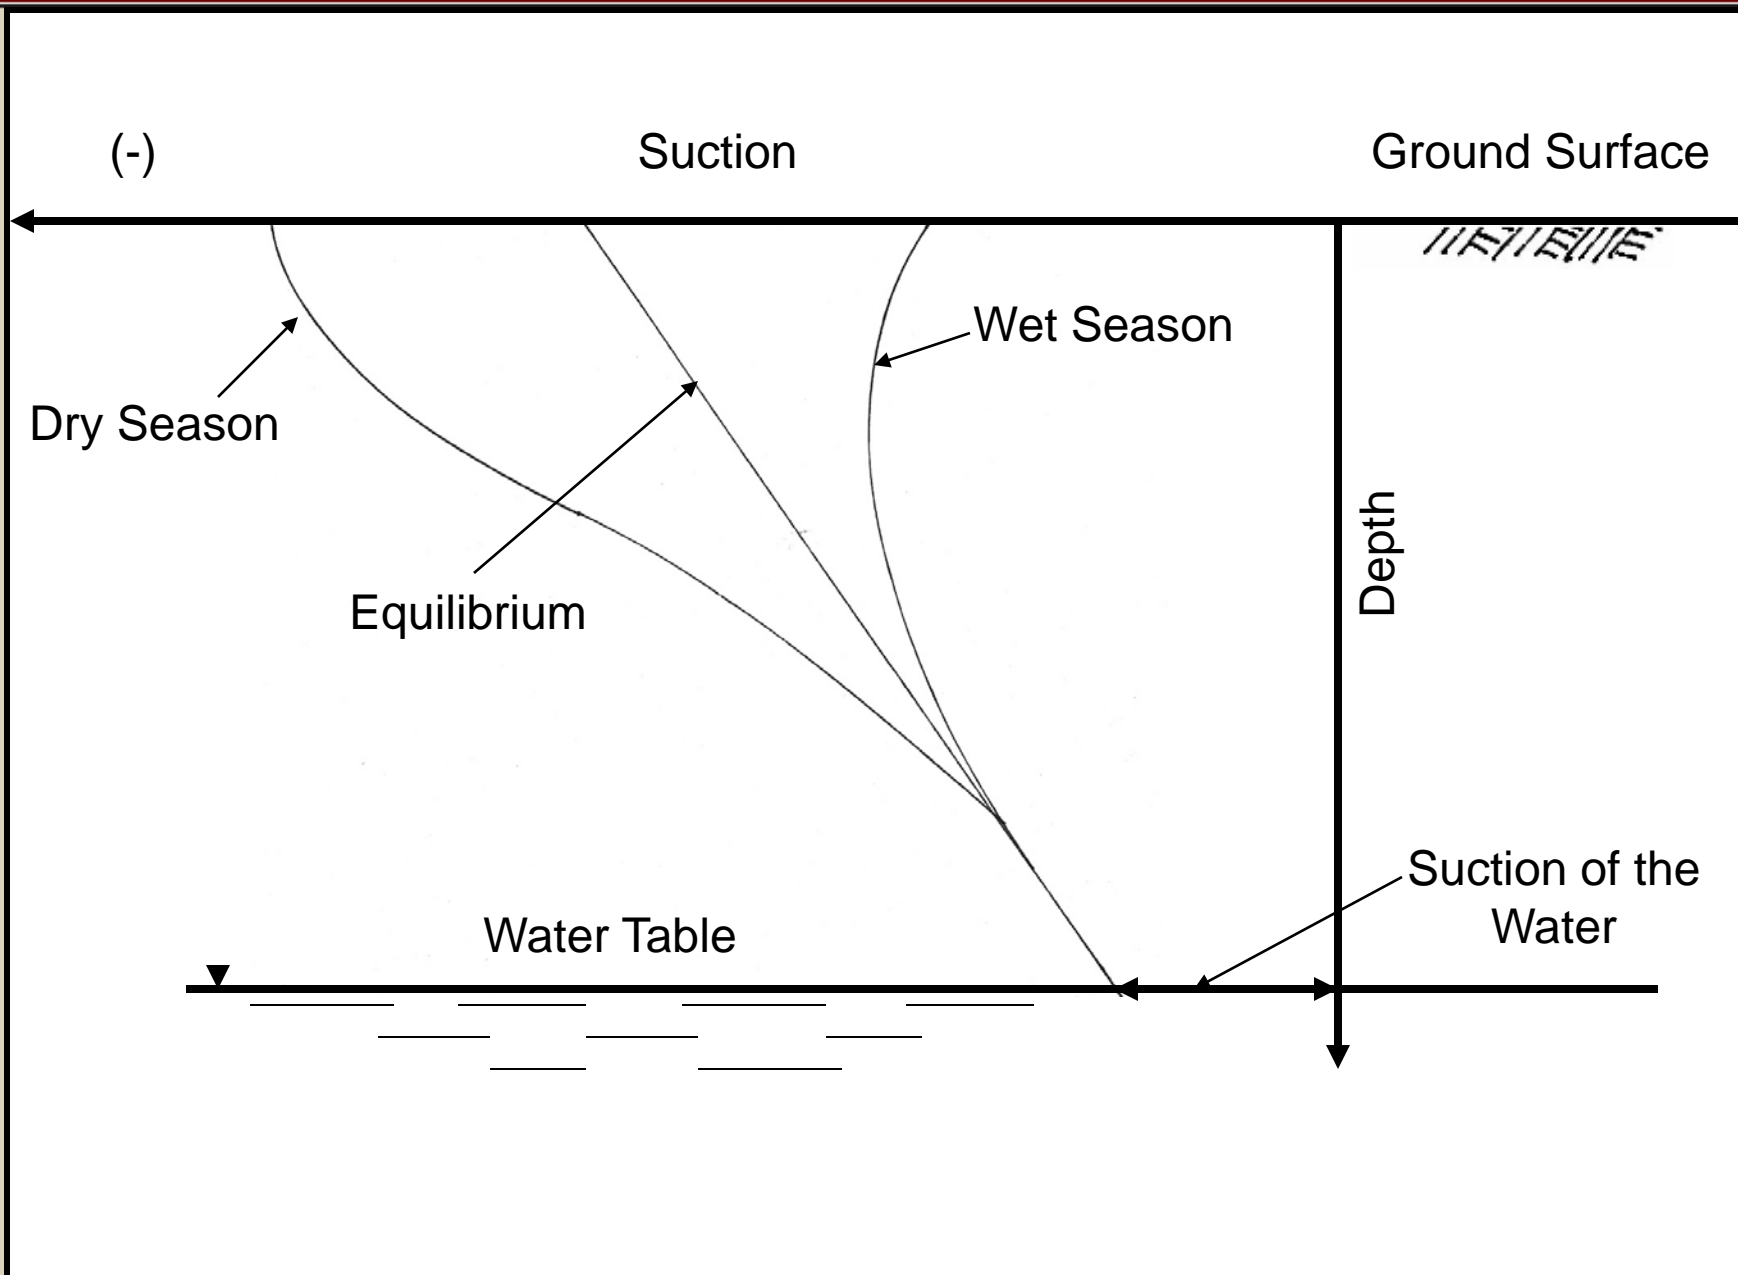 (-)
Suction
Ground Surface
Wet Season
Dry Season
Depth
Equilibrium
Suction of the
Water
Water Table